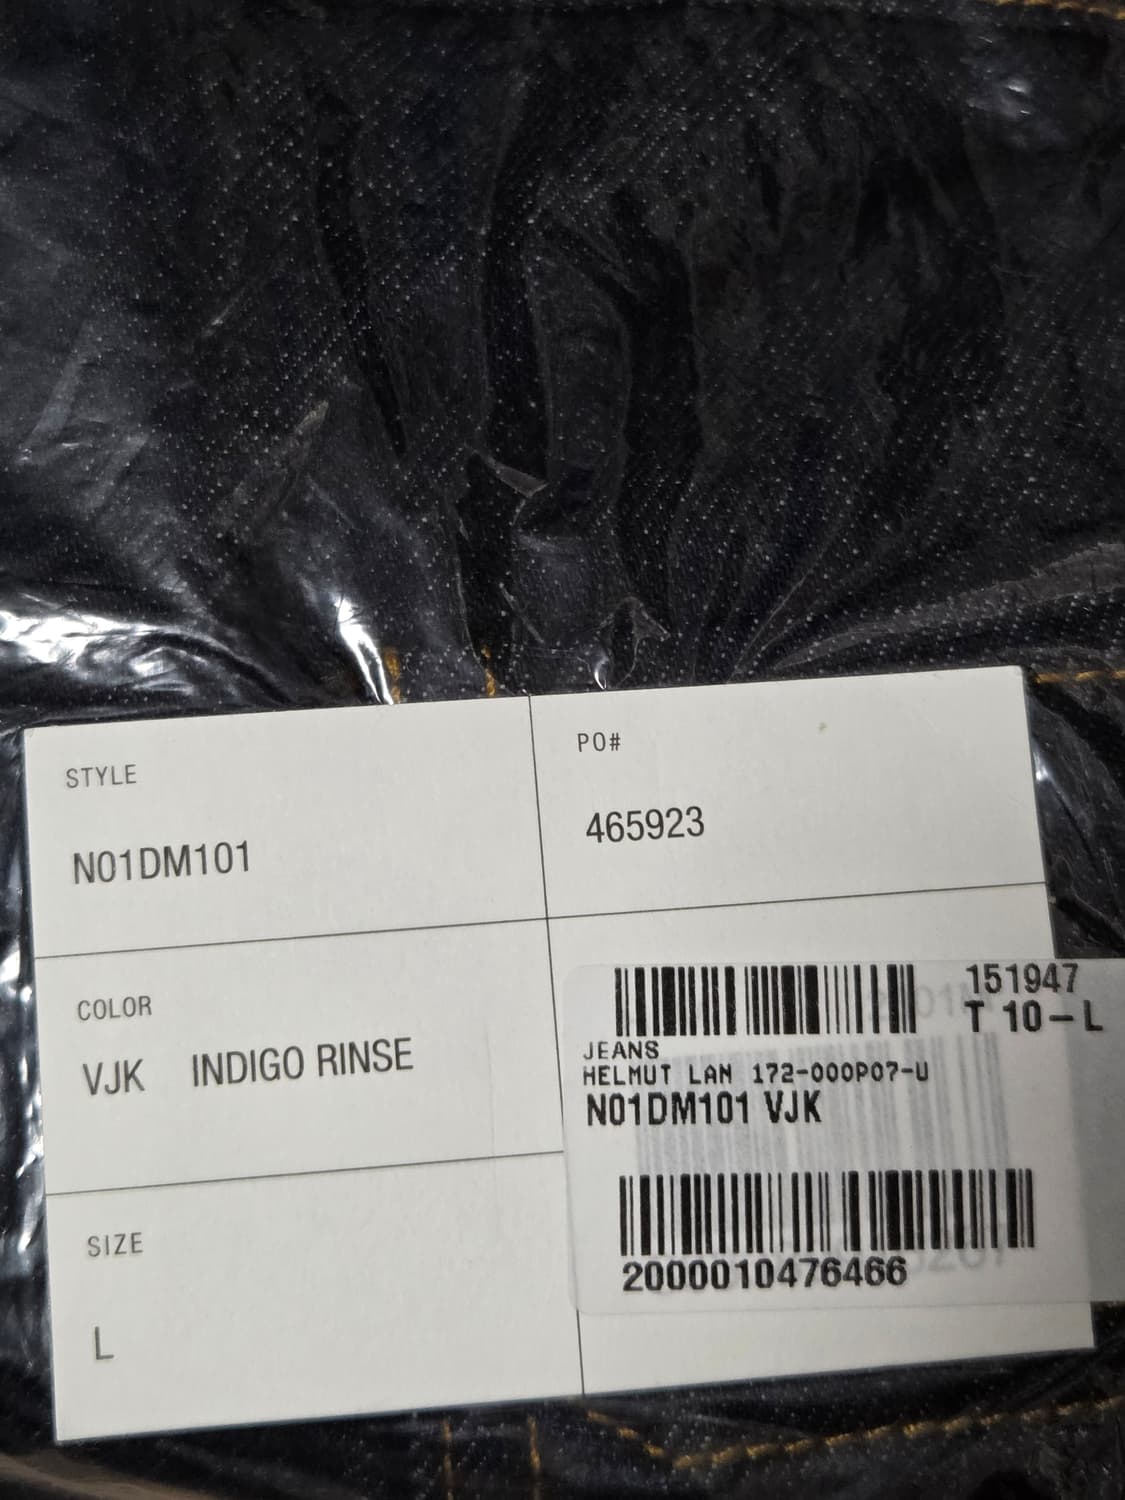 STYLE
N01DM101
PO#
465923
COLOR
VJK INDIGO RINSE
SIZE
L
151947
T 10-L
JEANS
HELMUT LAN 172-000P07-U
N01DM101 VJK
2000010476466